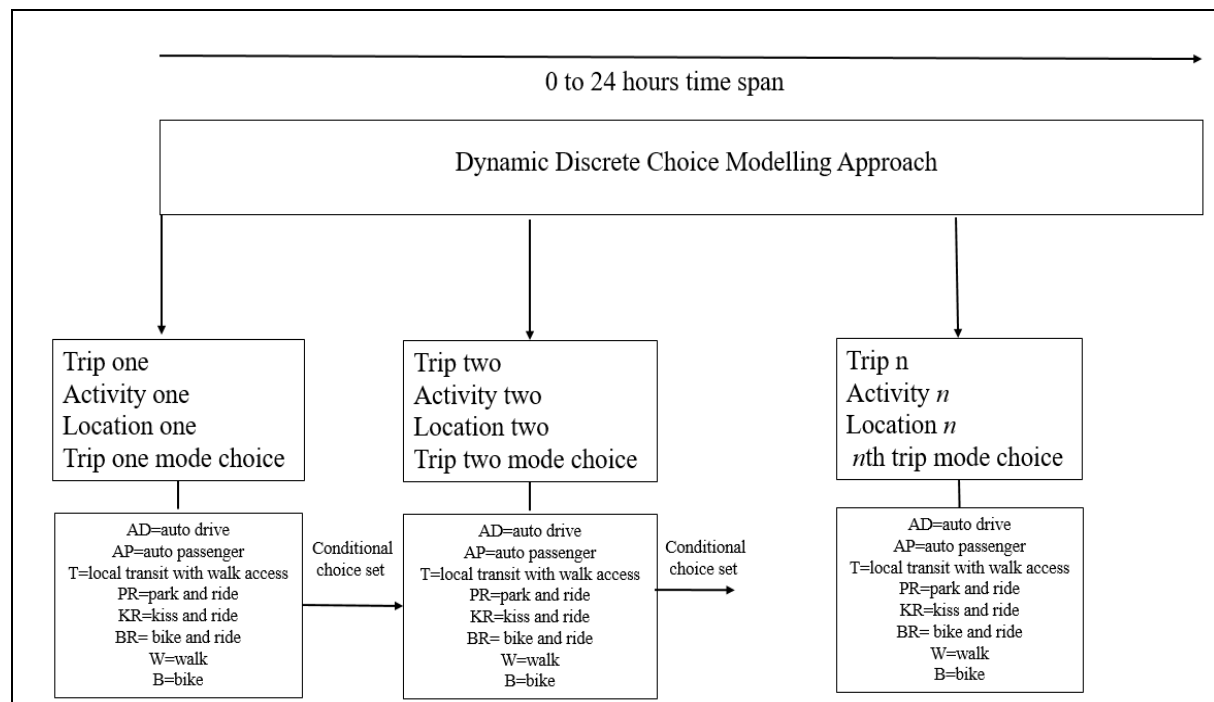 0 to 24 hours time span
Dynamic Discrete Choice Modelling Approach
Trip one
Activity one
Location one
Trip one mode choice
Trip two
Activity two
Location two
Trip two mode choice
Trip n
Activity n
Location n
nth trip mode choice
AD=auto drive
AP=auto passenger
T=local transit with walk access
PR=park and ride
KR=kiss and ride
BR= bike and ride
W=walk
B=bike
Conditional
choice set
AD=auto drive
AP=auto passenger
T=local transit with walk access
PR=park and ride
KR=kiss and ride
BR= bike and ride
W=walk
B=bike
Conditional
choice set
AD=auto drive
AP=auto passenger
T=local transit with walk access
PR=park and ride
KR=kiss and ride
BR= bike and ride
W=walk
B=bike